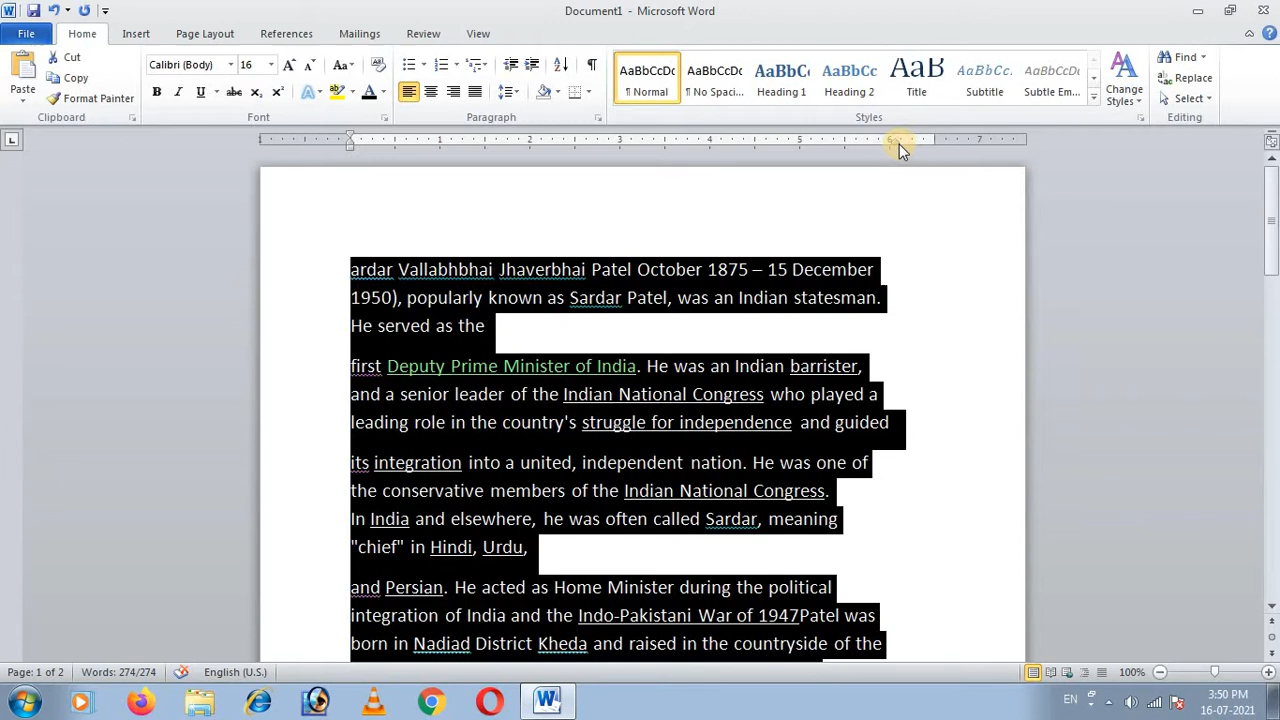 Document1 - Microsoft Word
File Home Insert Page Layout References Mailings Review View
Paste
Cut
Copy
Format Painter
Clipboard
Calibri (Body) 16
Font
Paragraph
AaBbCcDc AaBbCcDc AaBbCc AaBbCc AaB AaBbCc. AaBbCcDc
¶ Normal ¶ No Spaci... Heading 1 Heading 2 Title Subtitle Subtle Em...
Change
Styles
Styles
Find
Replace
Select
Editing
1 1 2 3 4 5 6 7
ardar Vallabhbhai Jhaverbhai Patel October 1875 – 15 December
1950), popularly known as Sardar Patel, was an Indian statesman.
He served as the
first Deputy Prime Minister of India. He was an Indian barrister,
and a senior leader of the Indian National Congress who played a
leading role in the country's struggle for independence and guided
its integration into a united, independent nation. He was one of
the conservative members of the Indian National Congress.
In India and elsewhere, he was often called Sardar, meaning
"chief" in Hindi, Urdu,
and Persian. He acted as Home Minister during the political
integration of India and the Indo-Pakistani War of 1947Patel was
born in Nadiad District Kheda and raised in the countryside of the
Page: 1 of 2 Words: 274/274 English (U.S.) 100%
EN 3:50 PM
16-07-2021